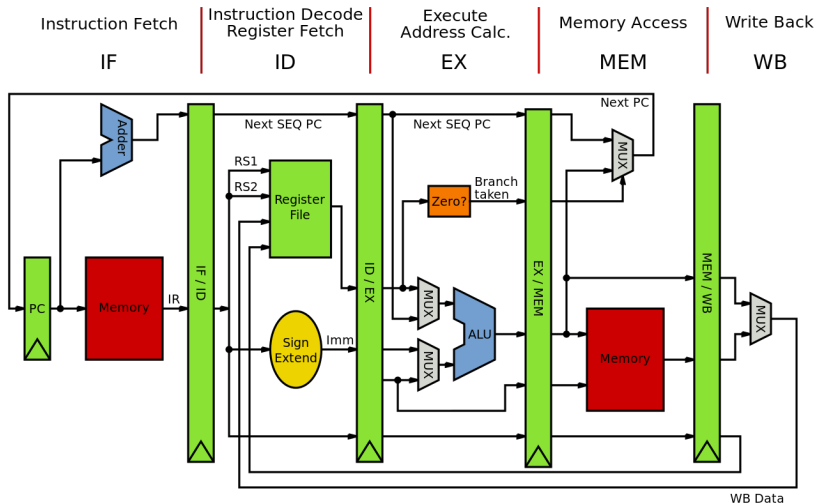 Instruction Fetch
Instruction Decode
Register Fetch
Execute
Address Calc.
Memory Access
Write Back
IF
ID
EX
MEM
WB
Next PC
Adder
Next SEQ PC
Next SEQ PC
MUX
RS1
RS2
Register
File
Zero?
Branch
taken
IF / ID
ID / EX
EX / MEM
MEM / WB
PC
Memory
IR
MUX
ALU
MUX
Sign
Extend
Imm
MUX
Memory
WB Data